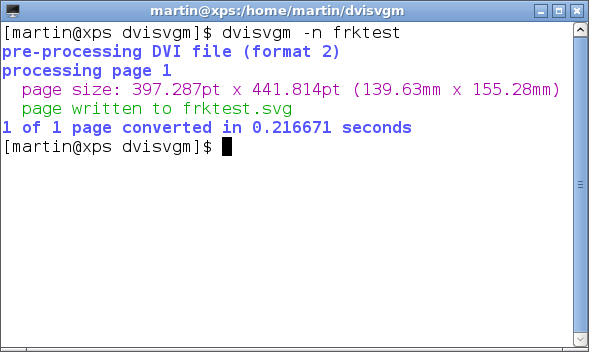 martin@xps:/home/martin/dvisvgm
[martin@xps dvisvgm]$ dvisvgm -n frktest
pre-processing DVI file (format 2)
processing page 1
  page size: 397.287pt x 441.814pt (139.63mm x 155.28mm)
  page written to frktest.svg
1 of 1 page converted in 0.216671 seconds
[martin@xps dvisvgm]$